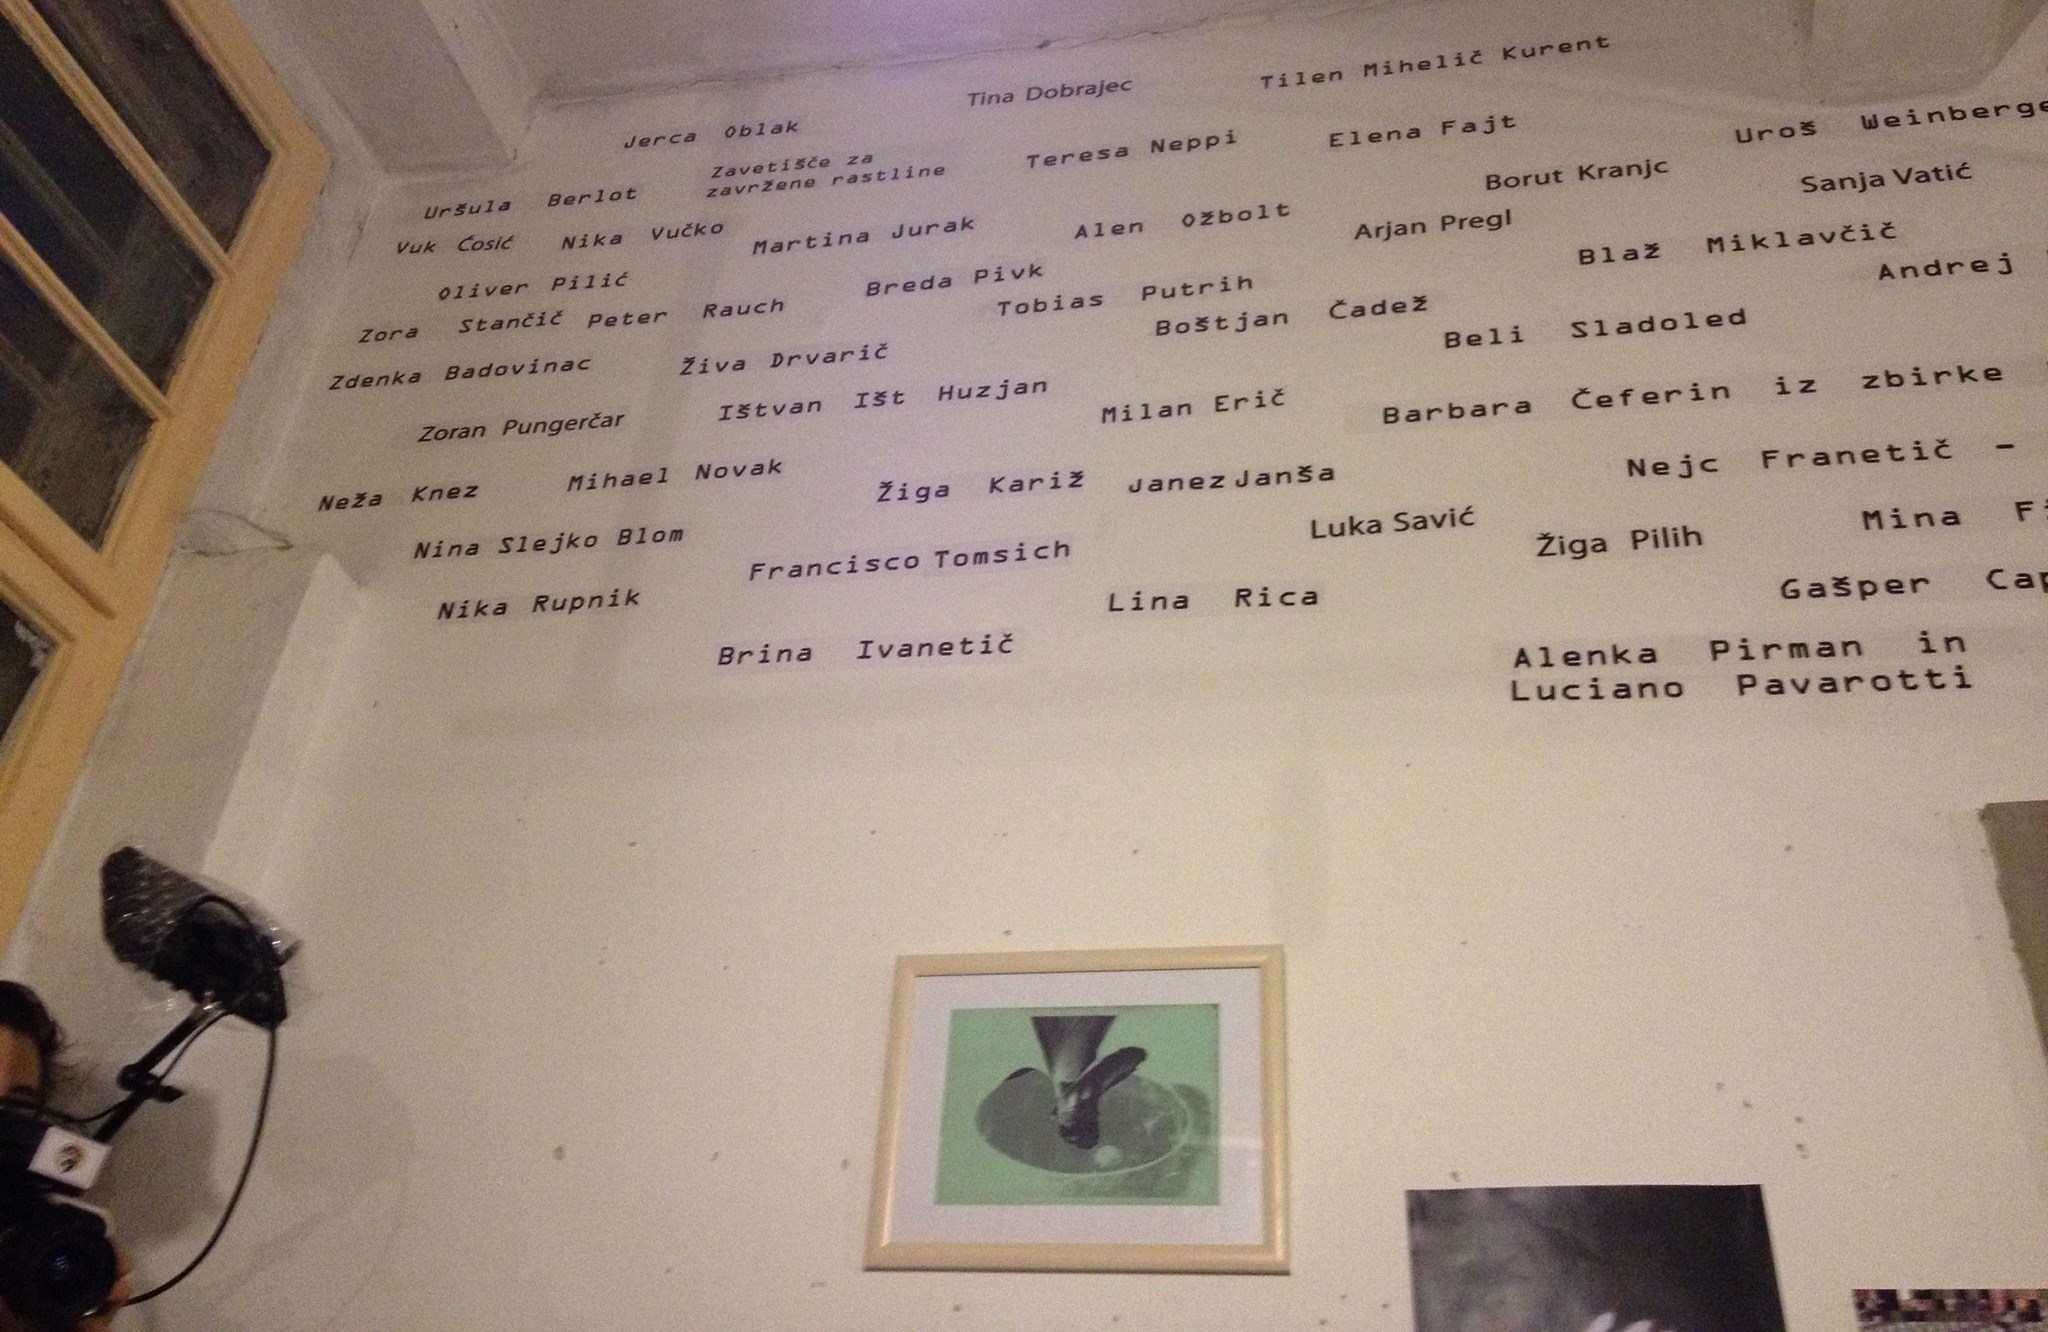 Tina Dobrajec
Tilen Mihelič Kurent
Jerca Oblak
Zavetišče za
zavržene rastline
Teresa Neppi
Elena Fajt
Uroš
Uršula Berlot
Borut Kranjc
Sanja Vatić
Vuk Ćosić
Nika Vučko
Martina Jurak
Alen Ožbolt
Arjan Pregl
Blaž Miklavčič
Oliver Pilić
Breda Pivk
Tobias Putrih
Andrej
Zora Stančič
Peter Rauch
Boštjan Čadež
Beli Sladoled
Zdenka Badovinac
Živa Drvarič
Zoran Pungerčar
Ištvan Išt Huzjan
Milan Erič
Barbara Čeferin iz zbirke
Neža Knez
Mihael Novak
Žiga Kariž
Janez Janša
Nejc Franetič –
Nina Slejko Blom
Francisco Tomsich
Luka Savić
Žiga Pilih
Mina
Nika Rupnik
Lina Rica
Gašper
Brina Ivanetič
Alenka Pirman in
Luciano Pavarotti